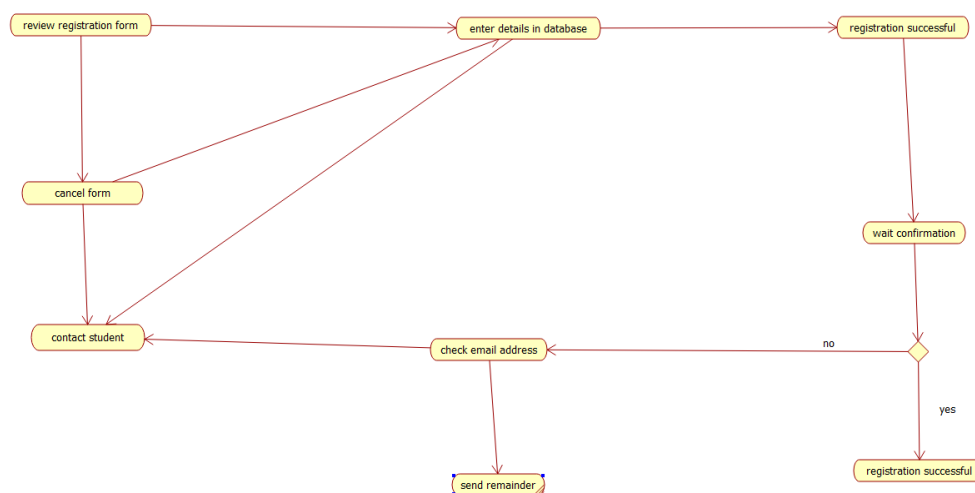 review registration form
enter details in database
registration successful
cancel form
wait confirmation
contact student
check email address
no
yes
registration successful
send remainder